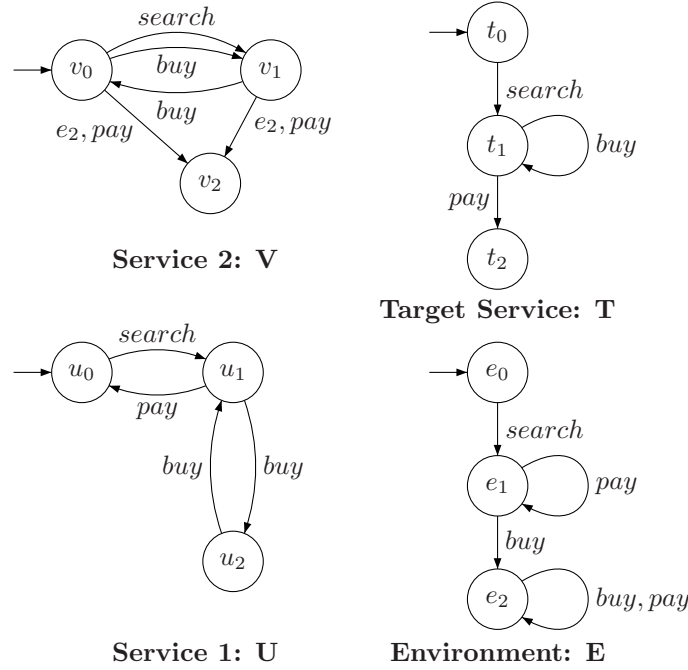 search
v0
buy
v1
buy
e2, pay
e2, pay
v2
Service 2: V
t0
search
t1
buy
pay
t2
Target Service: T
search
u0
u1
pay
buy
buy
u2
Service 1: U
e0
search
e1
pay
buy
e2
buy, pay
Environment: E